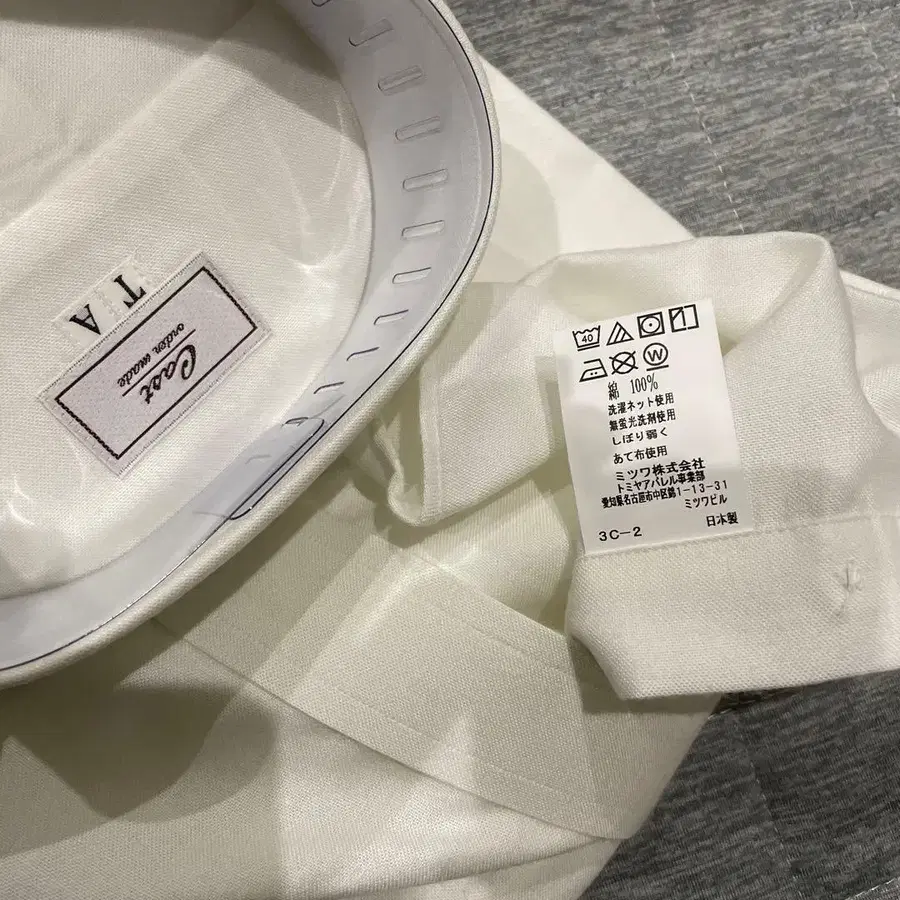 T A
Cast
order made
40
W
綿 100%
洗濯ネット使用
無蛍光洗剤使用
しぼり弱く
あて布使用
ミツワ株式会社
トミヤアパレル事業部
愛知県名古屋市中区錦1-13-31
ミツワビル
3C-2 日本製